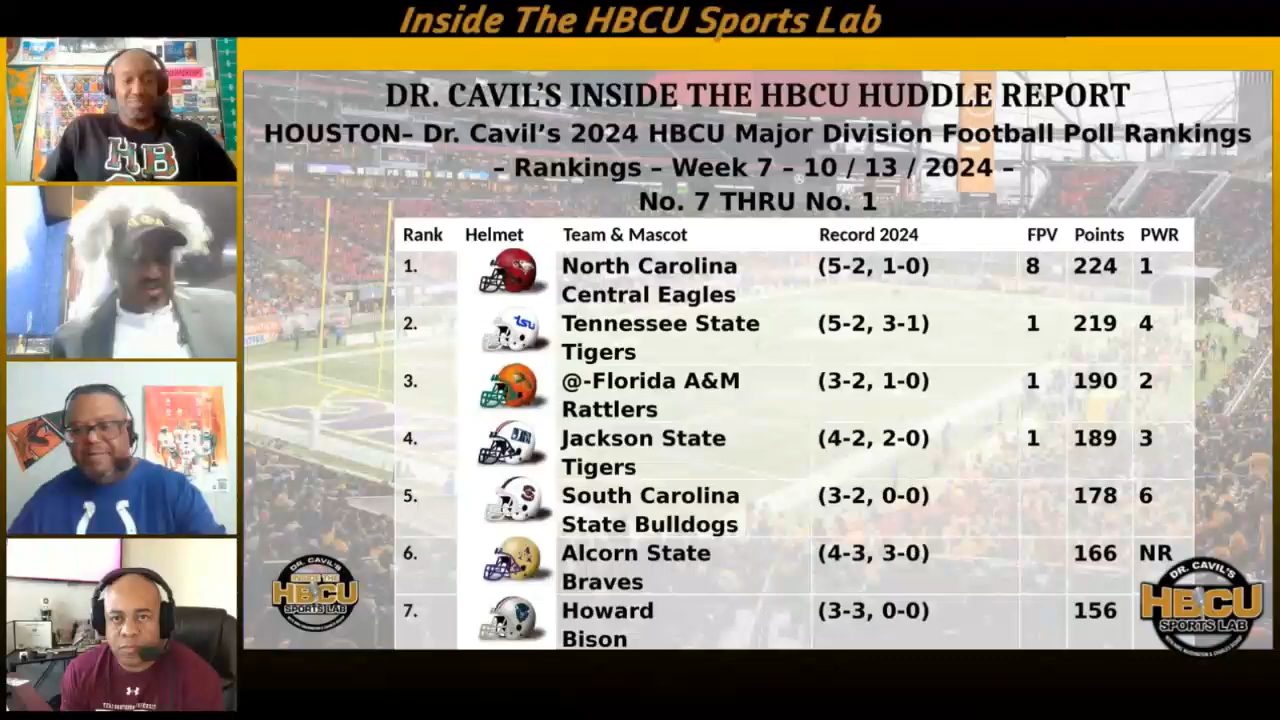 Inside The HBCU Sports Lab
DR. CAVIL'S INSIDE THE HBCU HUDDLE REPORT
HOUSTON– Dr. Cavil's 2024 HBCU Major Division Football Poll Rankings
– Rankings – Week 7 – 10 / 13 / 2024 –
No. 7 THRU No. 1
Rank Helmet Team & Mascot Record 2024 FPV Points PWR
1. North Carolina (5-2, 1-0) 8 224 1
Central Eagles
2. Tennessee State (5-2, 3-1) 1 219 4
Tigers
3. @-Florida A&M (3-2, 1-0) 1 190 2
Rattlers
4. Jackson State (4-2, 2-0) 1 189 3
Tigers
5. South Carolina (3-2, 0-0) 178 6
State Bulldogs
6. Alcorn State (4-3, 3-0) 166 NR
Braves
7. Howard (3-3, 0-0) 156
Bison
TSU
HB
DR. CAVIL'S
INSIDE THE
HBCU
SPORTS LAB
DR. CAVIL'S
HBCU
SPORTS LAB